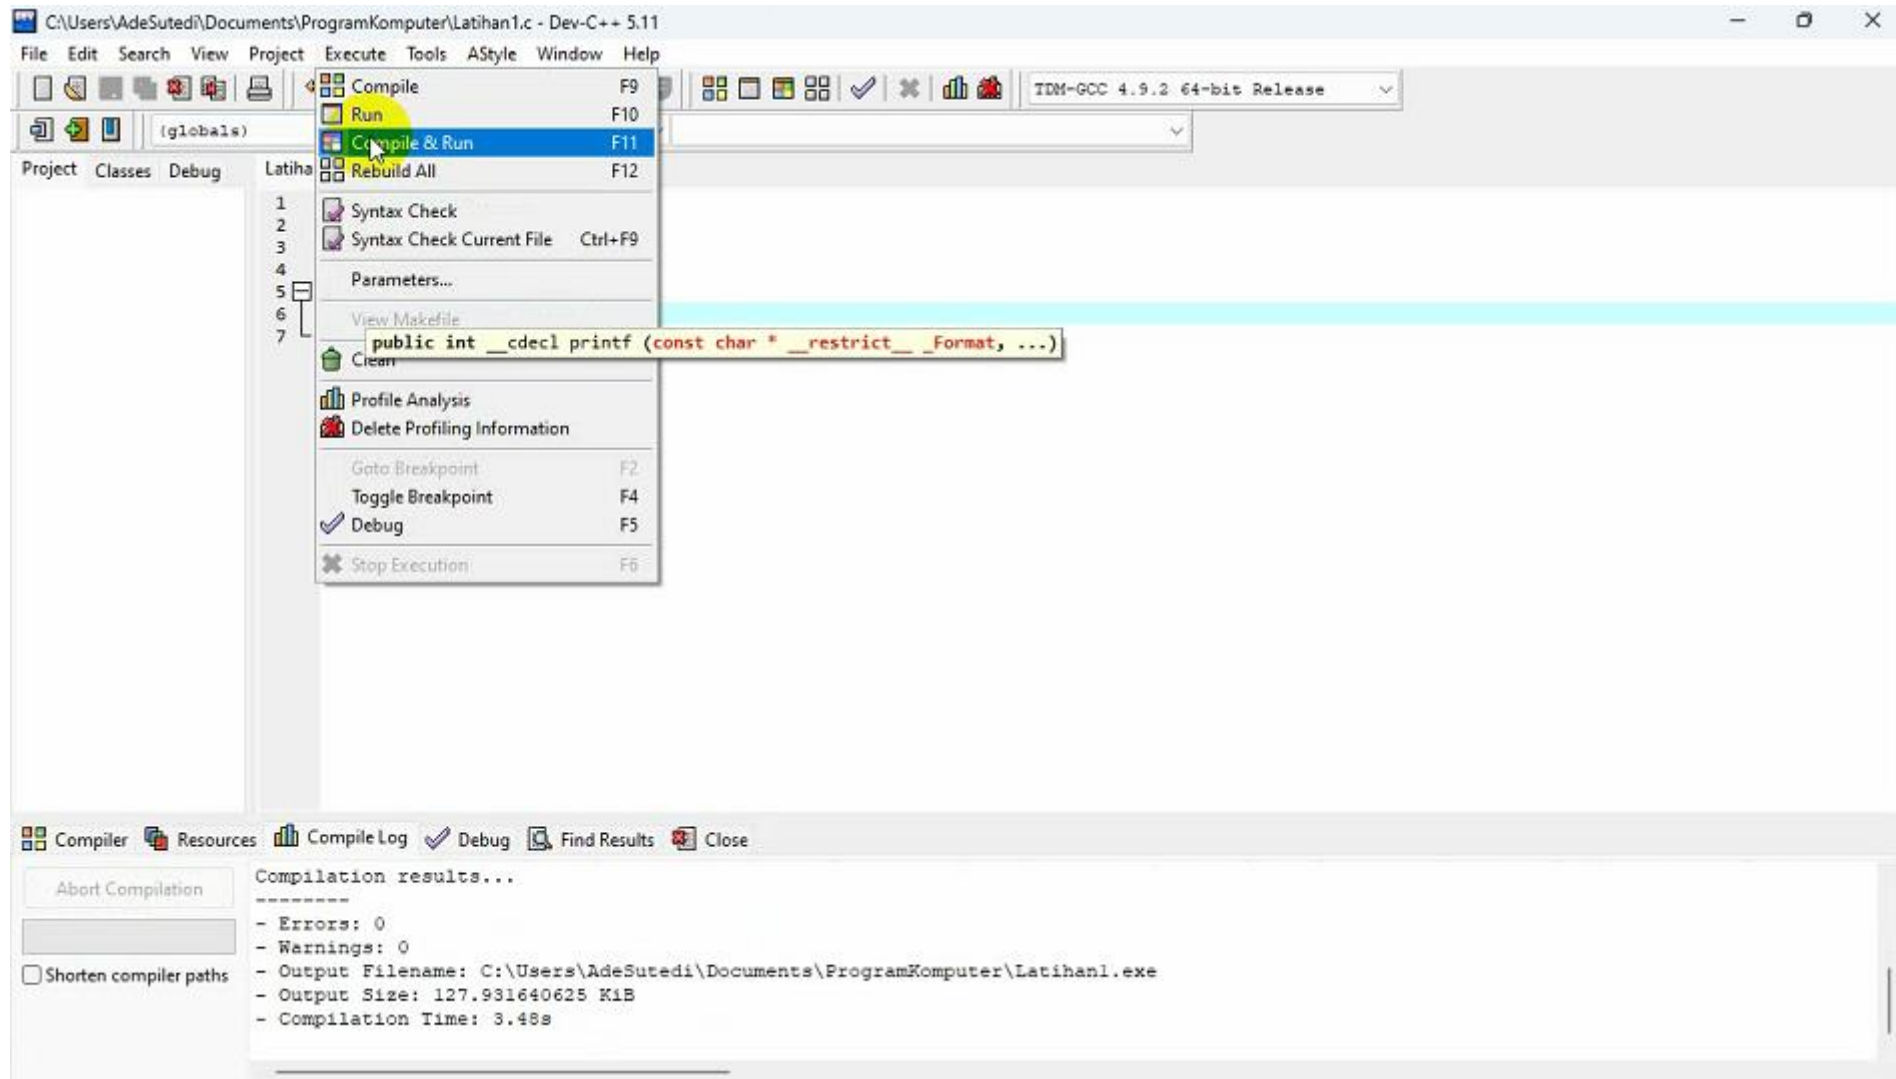 C:\Users\AdeSutedi\Documents\ProgramKomputer\Latihan1.c - Dev-C++ 5.11
File Edit Search View Project Execute Tools AStyle Window Help
TDM-GCC 4.9.2 64-bit Release
(globals)
Project Classes Debug Latiha
Compile F9
Run F10
Compile & Run F11
Rebuild All F12
Syntax Check
Syntax Check Current File Ctrl+F9
Parameters...
View Makefile
public int __cdecl printf (const char * __restrict__ _Format, ...)
Clean
Profile Analysis
Delete Profiling Information
Goto Breakpoint F2
Toggle Breakpoint F4
Debug F5
Stop Execution F6
1
2
3
4
5
6
7
Compiler Resources Compile Log Debug Find Results Close
Abort Compilation
Shorten compiler paths
Compilation results...
--------
- Errors: 0
- Warnings: 0
- Output Filename: C:\Users\AdeSutedi\Documents\ProgramKomputer\Latihan1.exe
- Output Size: 127.931640625 KiB
- Compilation Time: 3.48s